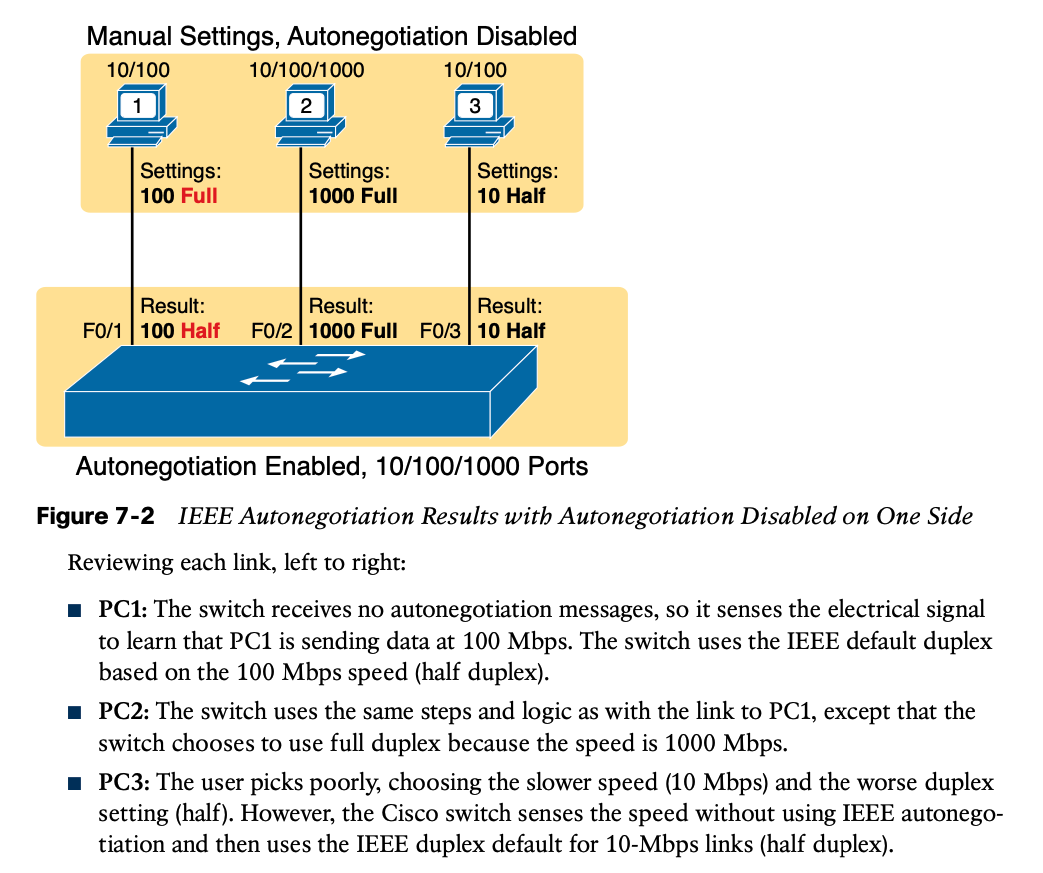 Manual Settings, Autonegotiation Disabled
10/100 10/100/1000 10/100
1 2 3
Settings: Settings: Settings:
100 Full 1000 Full 10 Half
Result: Result: Result:
F0/1 100 Half F0/2 1000 Full F0/3 10 Half
Autonegotiation Enabled, 10/100/1000 Ports
Figure 7-2 IEEE Autonegotiation Results with Autonegotiation Disabled on One Side
Reviewing each link, left to right:
■ PC1: The switch receives no autonegotiation messages, so it senses the electrical signal
to learn that PC1 is sending data at 100 Mbps. The switch uses the IEEE default duplex
based on the 100 Mbps speed (half duplex).
■ PC2: The switch uses the same steps and logic as with the link to PC1, except that the
switch chooses to use full duplex because the speed is 1000 Mbps.
■ PC3: The user picks poorly, choosing the slower speed (10 Mbps) and the worse duplex
setting (half). However, the Cisco switch senses the speed without using IEEE autonego-
tiation and then uses the IEEE duplex default for 10-Mbps links (half duplex).